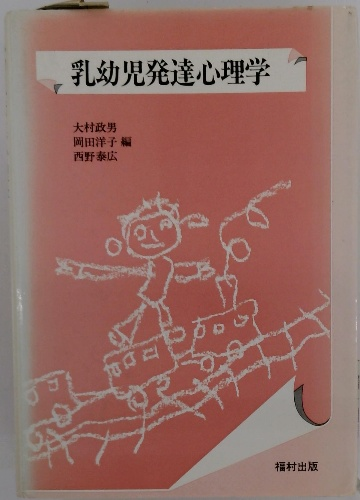 乳幼児発達心理学
大村政男
岡田洋子 編
西野泰広
福村出版